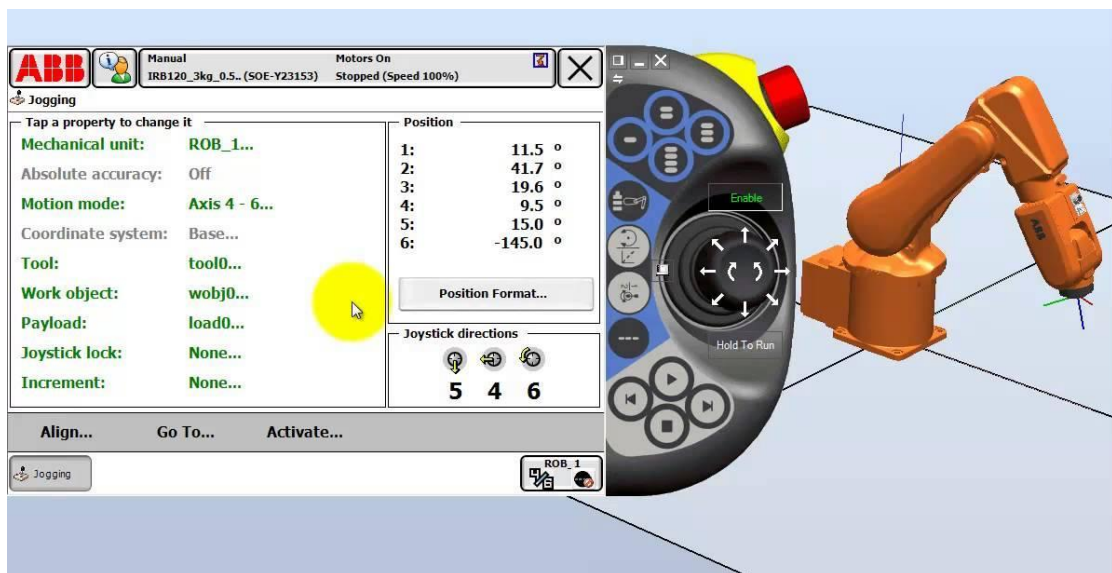 ABB
Manual
IRB120_3kg_0.5.. (SOE-Y23153)
Motors On
Stopped (Speed 100%)
Jogging
Tap a property to change it
Mechanical unit: ROB_1...
Absolute accuracy: Off
Motion mode: Axis 4 - 6...
Coordinate system: Base...
Tool: tool0...
Work object: wobj0...
Payload: load0...
Joystick lock: None...
Increment: None...
Position
1: 11.5 °
2: 41.7 °
3: 19.6 °
4: 9.5 °
5: 15.0 °
6: -145.0 °
Position Format...
Joystick directions
5 4 6
Align... Go To... Activate...
Jogging
ROB_1
Enable
Hold To Run
ABB